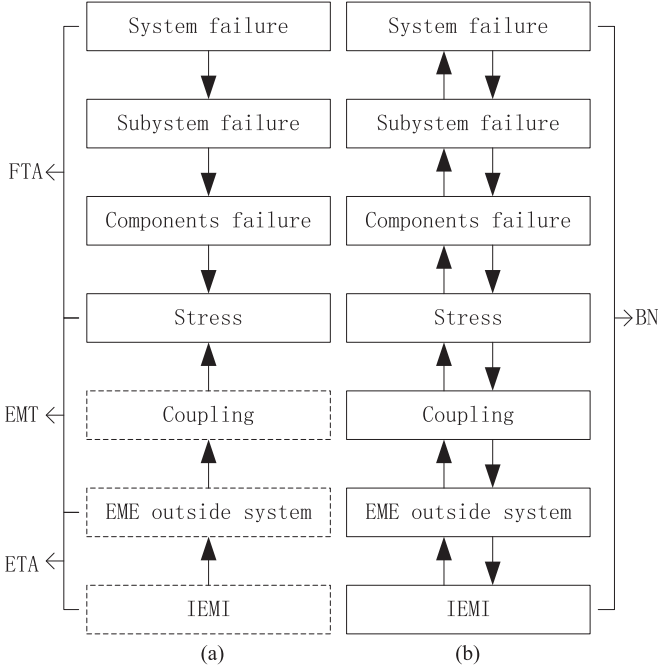 System failure
System failure
Subystem failure
Subsystem failure
FTA
Components failure
Components failure
Stress
Stress
BN
EMT
Coupling
Coupling
EME outside system
EME outside system
ETA
IEMI
IEMI
(a)
(b)